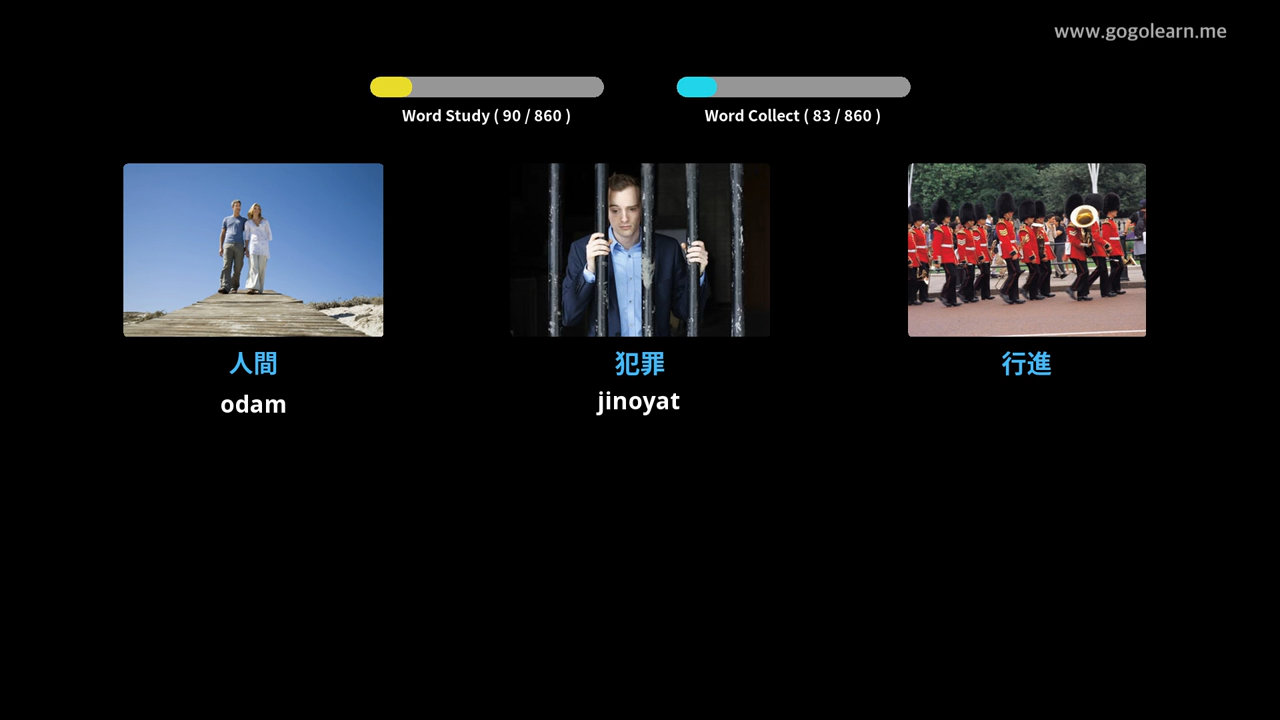 www.gogolearn.me
Word Study ( 90 / 860 )
Word Collect ( 83 / 860 )
人間
犯罪
行進
odam
jinoyat